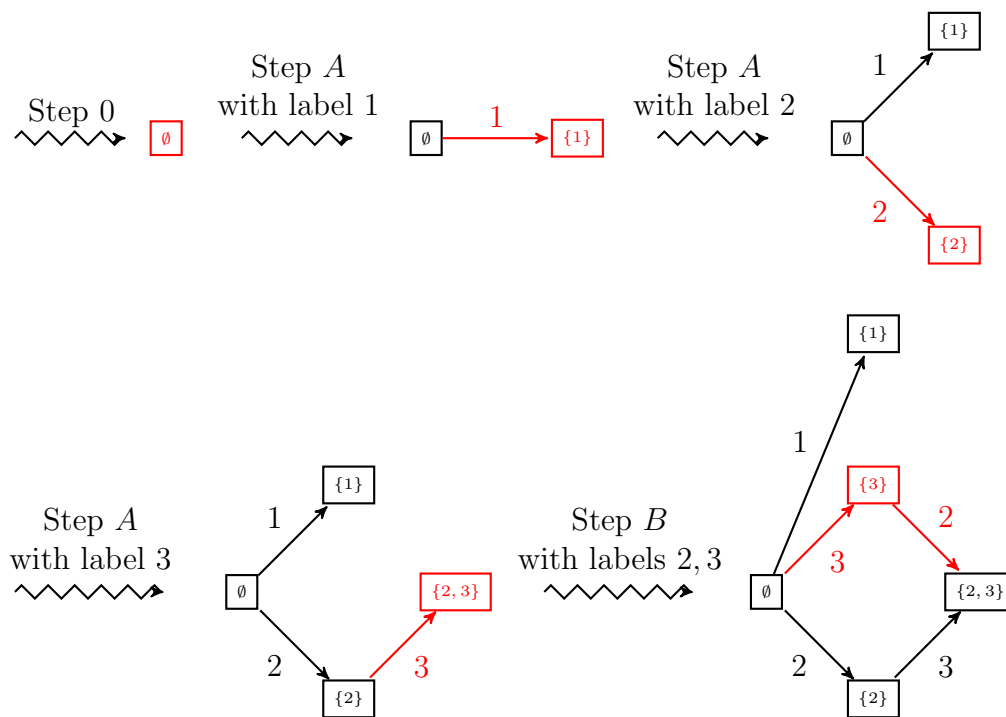 Step 0
∅
Step A
with label 1
∅
1
{1}
Step A
with label 2
∅
1
{1}
2
{2}
Step A
with label 3
∅
1
{1}
2
{2}
3
{2, 3}
Step B
with labels 2, 3
∅
1
{1}
3
{3}
2
{2, 3}
2
{2}
3